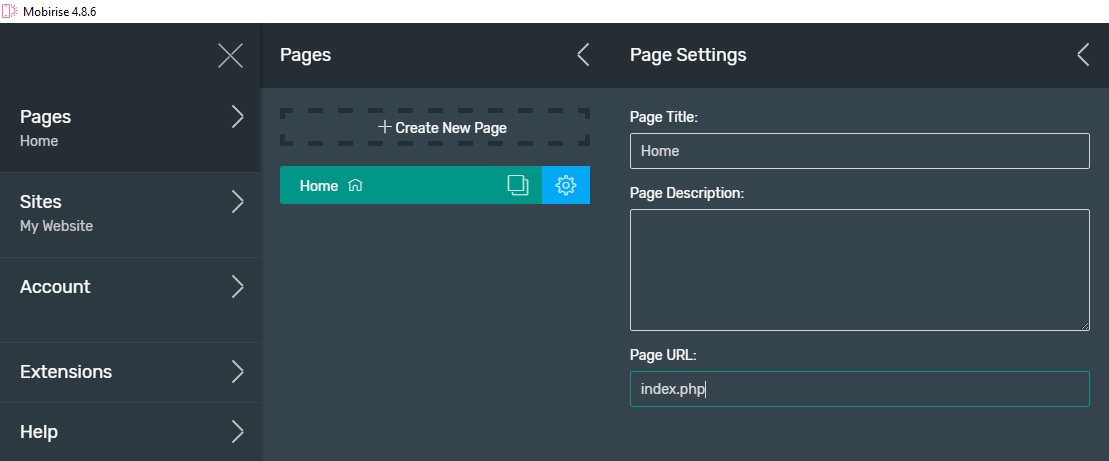 Mobirise 4.8.6
Pages
Home
Sites
My Website
Account
Extensions
Help
Pages
+ Create New Page
Home
Page Settings
Page Title:
Home
Page Description:
Page URL:
index.php